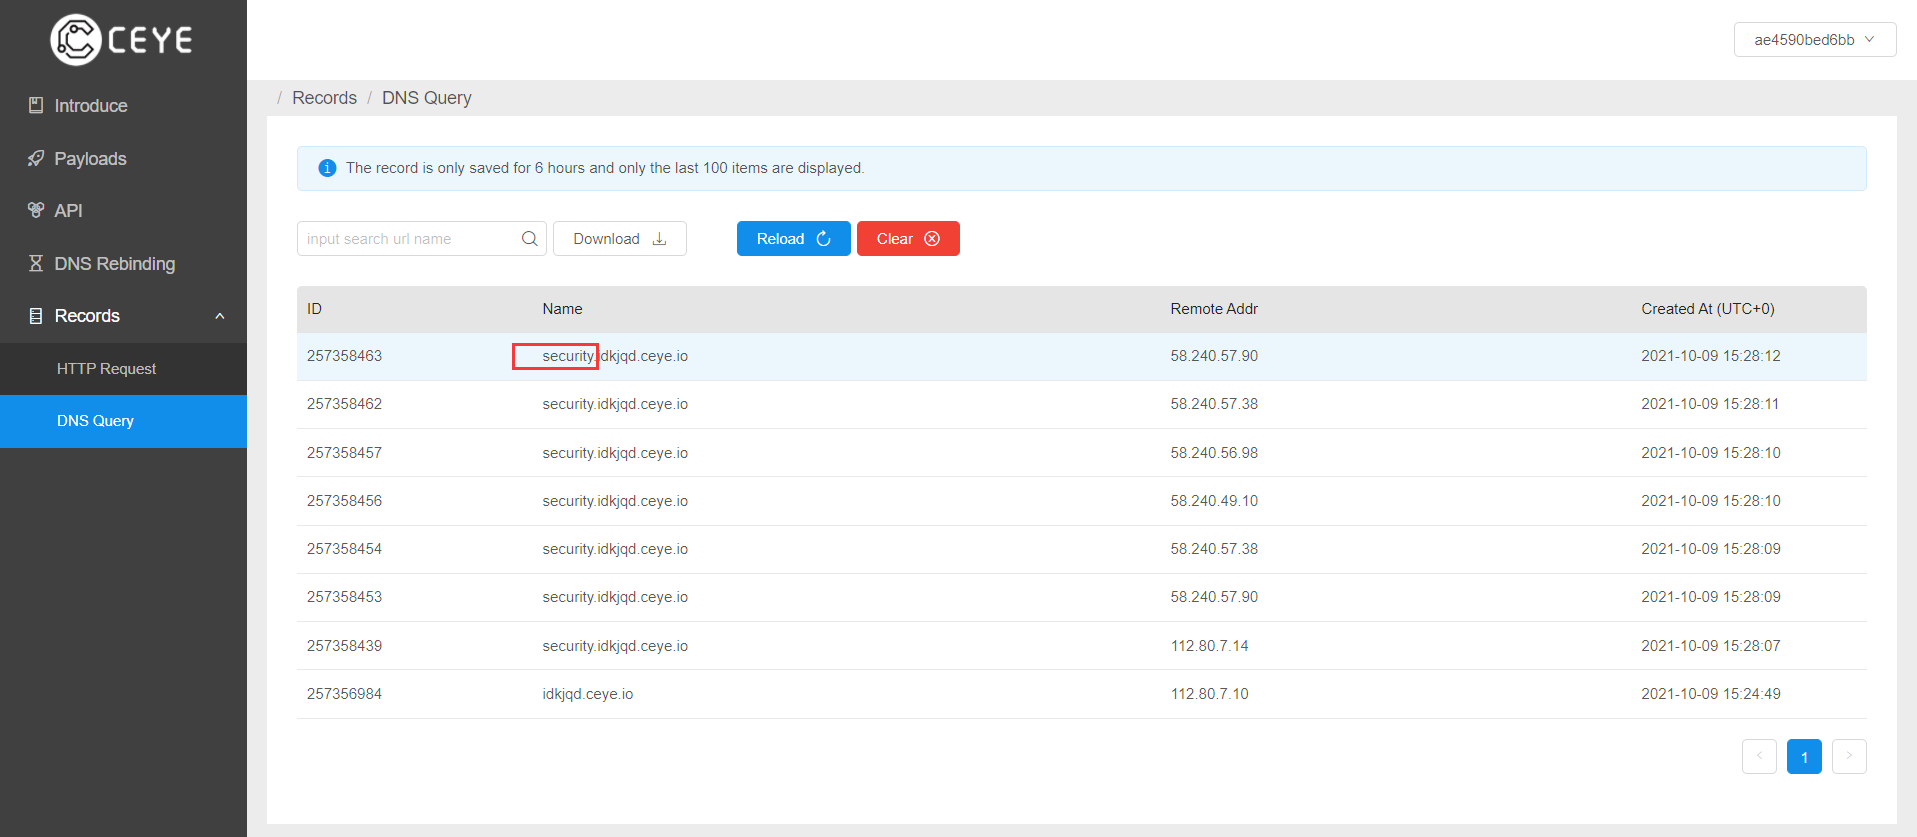 CEYE
ae4590bed6bb
Introduce
Payloads
API
DNS Rebinding
Records
HTTP Request
DNS Query
/ Records / DNS Query
The record is only saved for 6 hours and only the last 100 items are displayed.
input search url name Download Reload Clear
ID Name Remote Addr Created At (UTC+0)
257358463 security.idkjqd.ceye.io 58.240.57.90 2021-10-09 15:28:12
257358462 security.idkjqd.ceye.io 58.240.57.38 2021-10-09 15:28:11
257358457 security.idkjqd.ceye.io 58.240.56.98 2021-10-09 15:28:10
257358456 security.idkjqd.ceye.io 58.240.49.10 2021-10-09 15:28:10
257358454 security.idkjqd.ceye.io 58.240.57.38 2021-10-09 15:28:09
257358453 security.idkjqd.ceye.io 58.240.57.90 2021-10-09 15:28:09
257358439 security.idkjqd.ceye.io 112.80.7.14 2021-10-09 15:28:07
257356984 idkjqd.ceye.io 112.80.7.10 2021-10-09 15:24:49
1